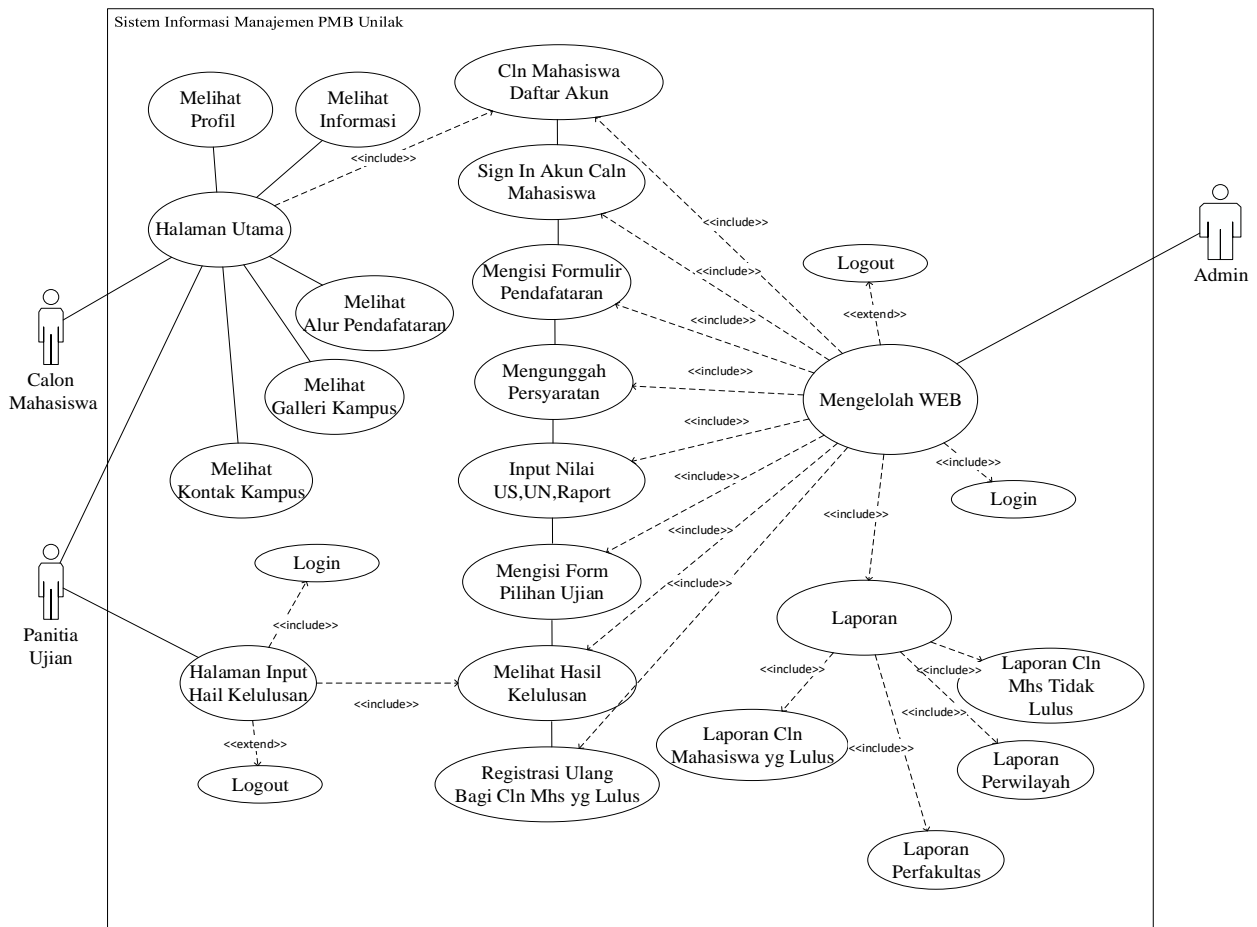 Sistem Informasi Manajemen PMB Unilak
Cln Mahasiswa
Daftar Akun
Melihat
Profil
Melihat
Informasi
<<include>>
Sign In Akun Caln
Mahasiswa
Halaman Utama
<<include>>
Admin
Mengisi Formulir
Pendafataran
<<include>>
Logout
Melihat
Alur Pendafataran
<<include>>
<<extend>>
Calon
Mahasiswa
Melihat
Galleri Kampus
Mengunggah
Persyaratan
<<include>>
Mengelolah WEB
<<include>>
Melihat
Kontak Kampus
Input Nilai
US,UN,Raport
<<include>>
<<include>>
Login
<<include>>
<<include>>
Panitia
Ujian
Login
Mengisi Form
Pilihan Ujian
<<include>>
<<include>>
Laporan
Halaman Input
Hail Kelulusan
<<include>>
Melihat Hasil
Kelulusan
<<include>>
<<include>>
Laporan Cln
Mhs Tidak
Lulus
<<include>>
<<extend>>
Laporan Cln
Mahasiswa yg Lulus
<<include>>
Laporan
Perwilayah
Logout
Registrasi Ulang
Bagi Cln Mhs yg Lulus
Laporan
Perfakultas